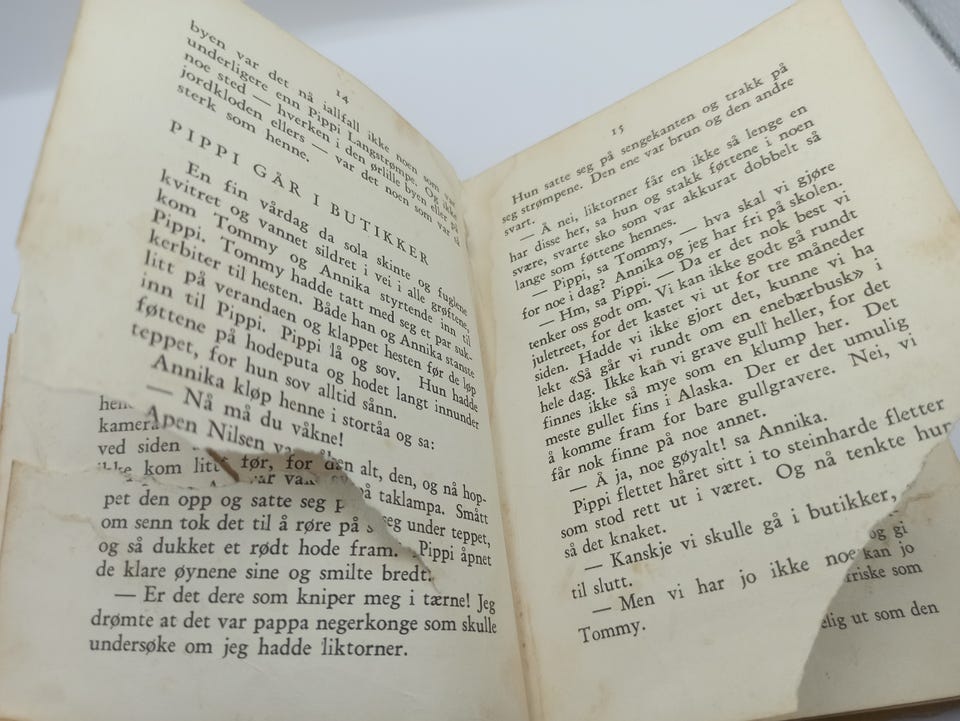 14
byen var det nå iallfall ikke noen som var
underligere enn Pippi Langstrømpe. Og ikke
noe sted — hverken i den ørlille byen eller på
jordkloden ellers — var det noen som var så
sterk som henne.
PIPPI GÅR I BUTIKKER
En fin vårdag da sola skinte og fuglene
kvitret og vannet sildret i vei i alle grøftene,
kom Tommy og Annika styrtende inn til
Pippi. Tommy hadde tatt med seg et par suk-
kerbiter til hesten. Både han og Annika stanste
litt på verandaen og klappet hesten før de løp
inn til Pippi. Pippi lå og sov. Hun hadde
føttene på hodeputa og hodet langt innunder
teppet, for hun sov alltid sånn.
Annika kløp henne i stortåa og sa:
— Nå må du våkne!
Apen Nilsen var våken alt, den, og nå hop-
pet den opp og satte seg på taklampa. Smått
om senn tok det til å røre på seg under teppet,
og så dukket et rødt hode fram. Pippi åpnet
de klare øynene sine og smilte bredt:
— Er det dere som kniper meg i tærne! Jeg
drømte at det var pappa negerkonge som skulle
undersøke om jeg hadde liktorner.
kamera
ved siden
ikke kom litt før, for da
15
Hun satte seg på sengekanten og trakk på
seg strømpene. Den ene var brun og den andre
svart.
— Å nei, liktorner får en ikke så lenge en
har disse her, sa hun og stakk føttene i noen
svære, svarte sko som var akkurat dobbelt så
lange som føttene hennes.
— Pippi, sa Tommy, — hva skal vi gjøre
for noe i dag? Annika og jeg har fri på skolen.
— Hm, sa Pippi. — Da er det nok best vi
tenker oss godt om. Vi kan ikke godt gå rundt
juletreet, for det kastet vi ut for tre måneder
siden. Hadde vi ikke gjort det, kunne vi ha
lekt «Så går vi rundt om en enebærbusk» i
hele dag. Ikke kan vi grave gull heller, for det
finnes ikke så mye som en klump her. Det
meste gullet fins i Alaska. Der er det umulig
å komme fram for bare gullgravere. Nei, vi
får nok finne på noe annet.
— Å ja, noe gøyalt! sa Annika.
Pippi flettet håret sitt i to steinharde fletter
som stod rett ut i været. Og nå tenkte hun
så det knaket.
— Kanskje vi skulle gå i butikker,
til slutt.
— Men vi har jo ikke noe
Tommy.
og gi
kan jo
friske som
elig ut som den